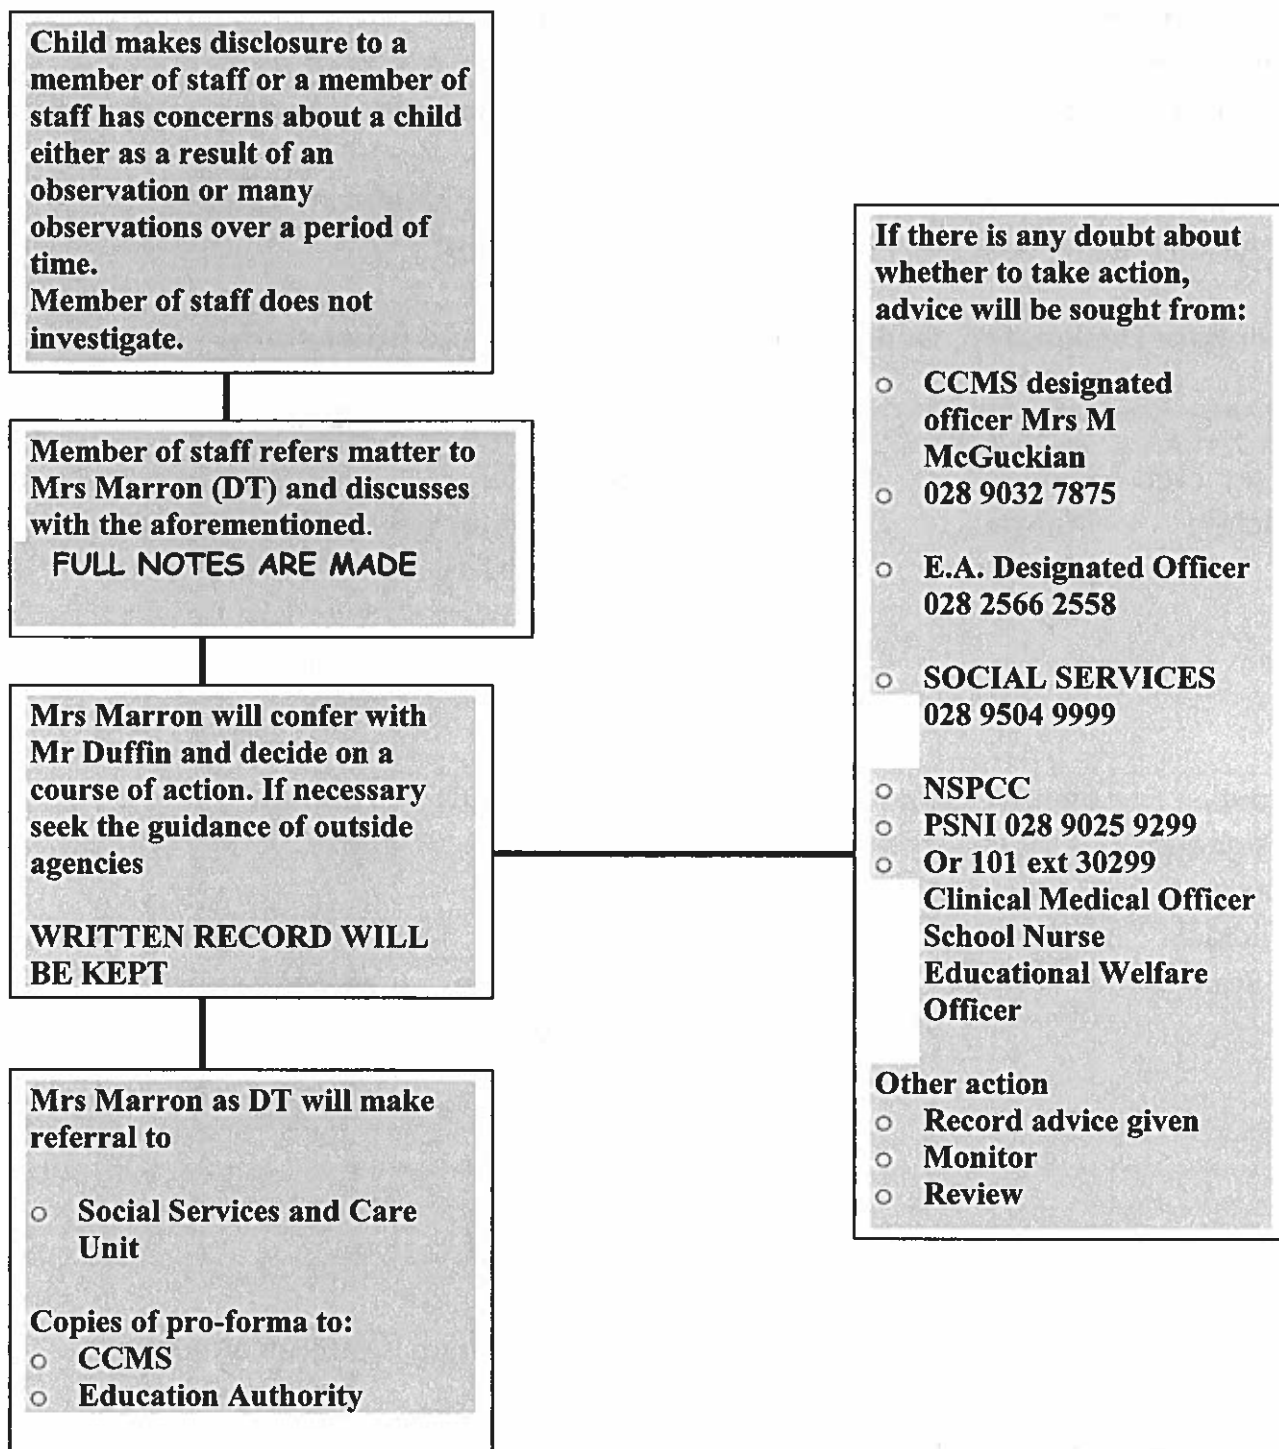 Child makes disclosure to a
member of staff or a member of
staff has concerns about a child
either as a result of an
observation or many
observations over a period of
time.
Member of staff does not
investigate.
Member of staff refers matter to
Mrs Marron (DT) and discusses
with the aforementioned.
FULL NOTES ARE MADE
Mrs Marron will confer with
Mr Duffin and decide on a
course of action. If necessary
seek the guidance of outside
agencies
WRITTEN RECORD WILL
BE KEPT
Mrs Marron as DT will make
referral to
○ Social Services and Care
Unit
Copies of pro-forma to:
○ CCMS
○ Education Authority
If there is any doubt about
whether to take action,
advice will be sought from:
○ CCMS designated
officer Mrs M
McGuckian
○ 028 9032 7875
○ E.A. Designated Officer
028 2566 2558
○ SOCIAL SERVICES
028 9504 9999
○ NSPCC
○ PSNI 028 9025 9299
○ Or 101 ext 30299
Clinical Medical Officer
School Nurse
Educational Welfare
Officer
Other action
○ Record advice given
○ Monitor
○ Review